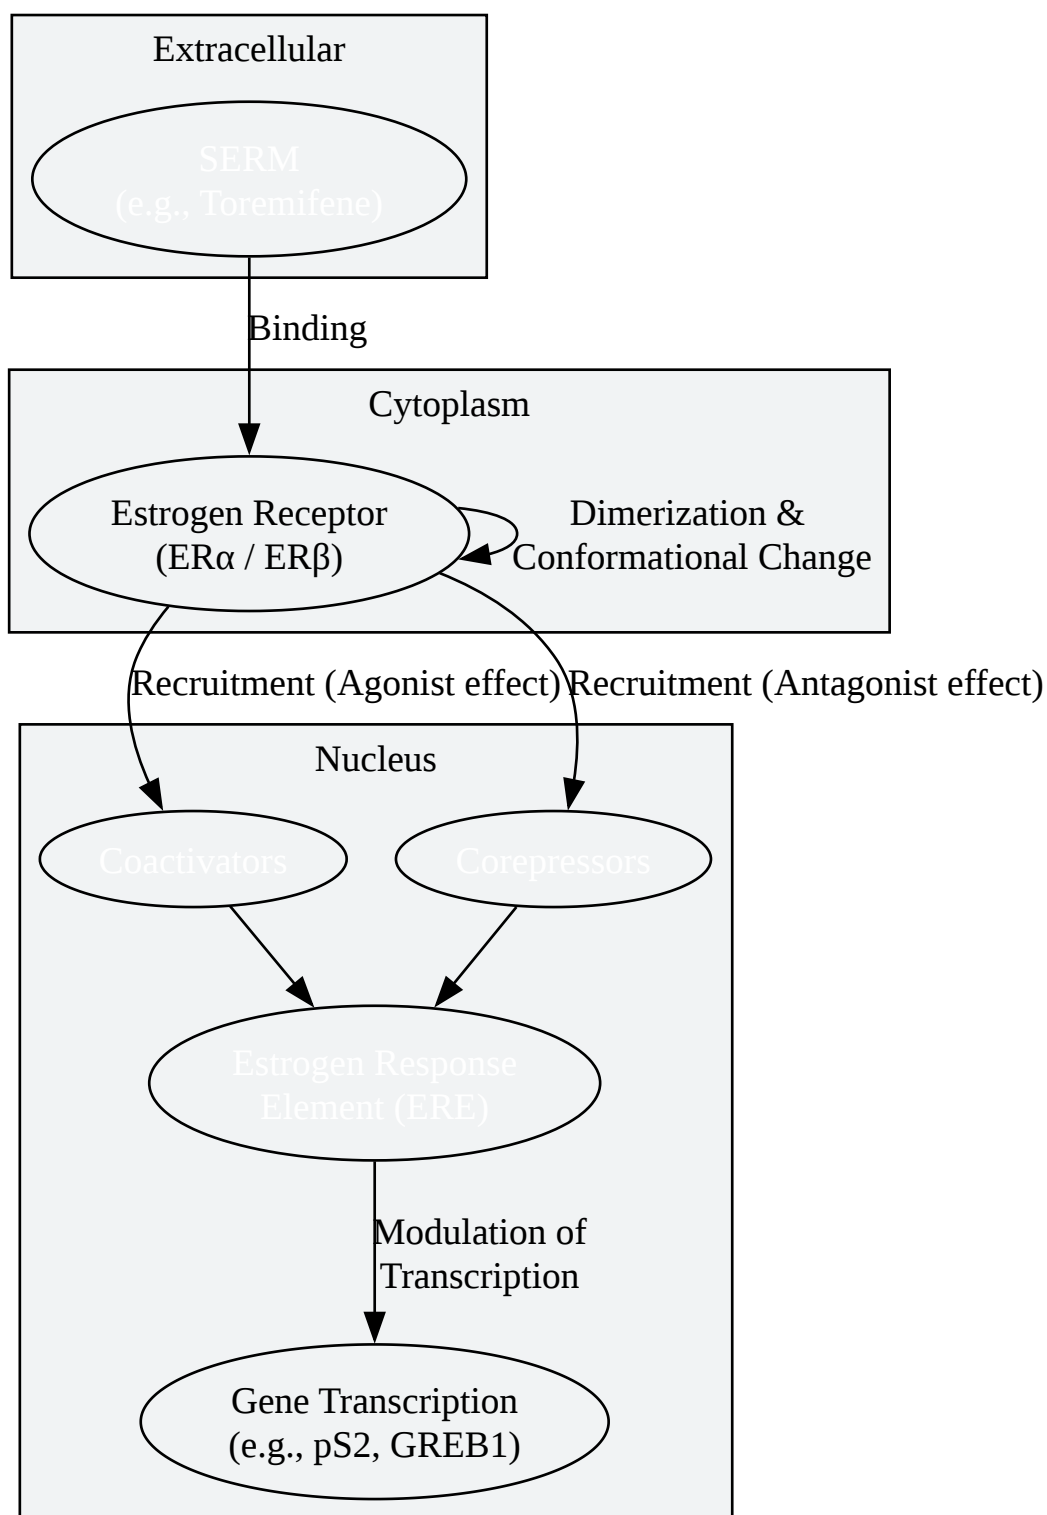 Extracellular
SERM
(e.g., Toremifene)
Binding
Cytoplasm
Estrogen Receptor
(ERα / ERβ)
Dimerization &
Conformational Change
Recruitment (Agonist effect)
Recruitment (Antagonist effect)
Nucleus
Coactivators
Corepressors
Estrogen Response
Element (ERE)
Modulation of
Transcription
Gene Transcription
(e.g., pS2, GREB1)